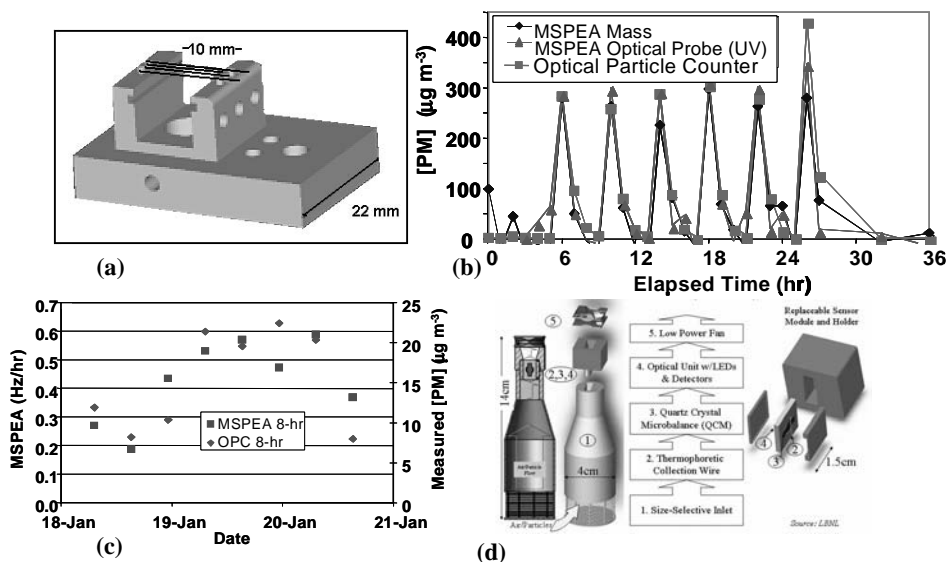 10 mm
22 mm
(a)
[PM] (µg m-3)
400
300
200
100
0
MSPEA Mass
MSPEA Optical Probe (UV)
Optical Particle Counter
0 6 12 18 24 30 36
Elapsed Time (hr)
(b)
MSPEA (Hz/hr)
0.7
0.6
0.5
0.4
0.3
0.2
0.1
0.0
MSPEA 8-hr
OPC 8-hr
25
20
15
10
5
0
Measured [PM] (µg m-3)
18-Jan 19-Jan 20-Jan 21-Jan
Date
(c)
14cm
5
2,3,4
1
4cm
Air/Particle
Flow
Air/Particles
5. Low Power Fan
4. Optical Unit w/LEDs
& Detectors
3. Quartz Crystal
Microbalance (QCM)
2. Thermophoretic
Collection Wire
1. Size-Selective Inlet
Replaceable Sensor
Module and Holder
4
3
2
1.5cm
Source: LBNL
(d)